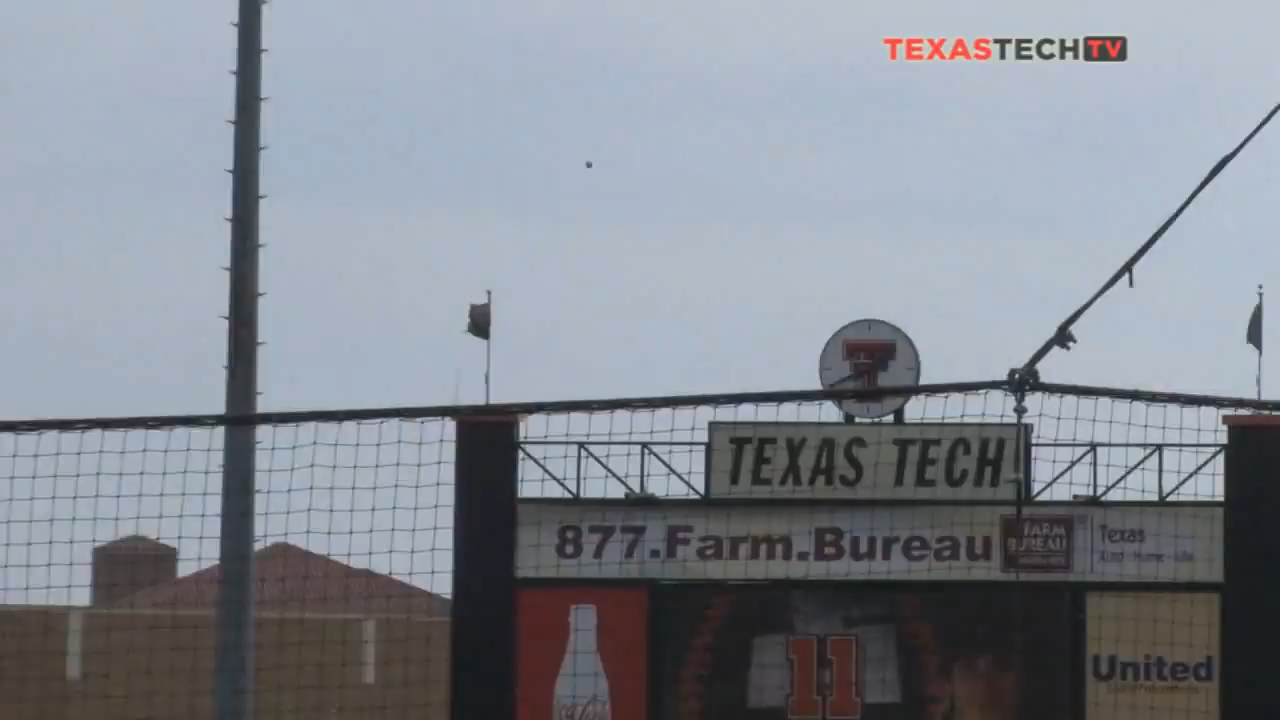 TEXASTECHTV
T
TEXAS TECH
877.Farm.Bureau
FARM
BUREAU
Texas
11
United